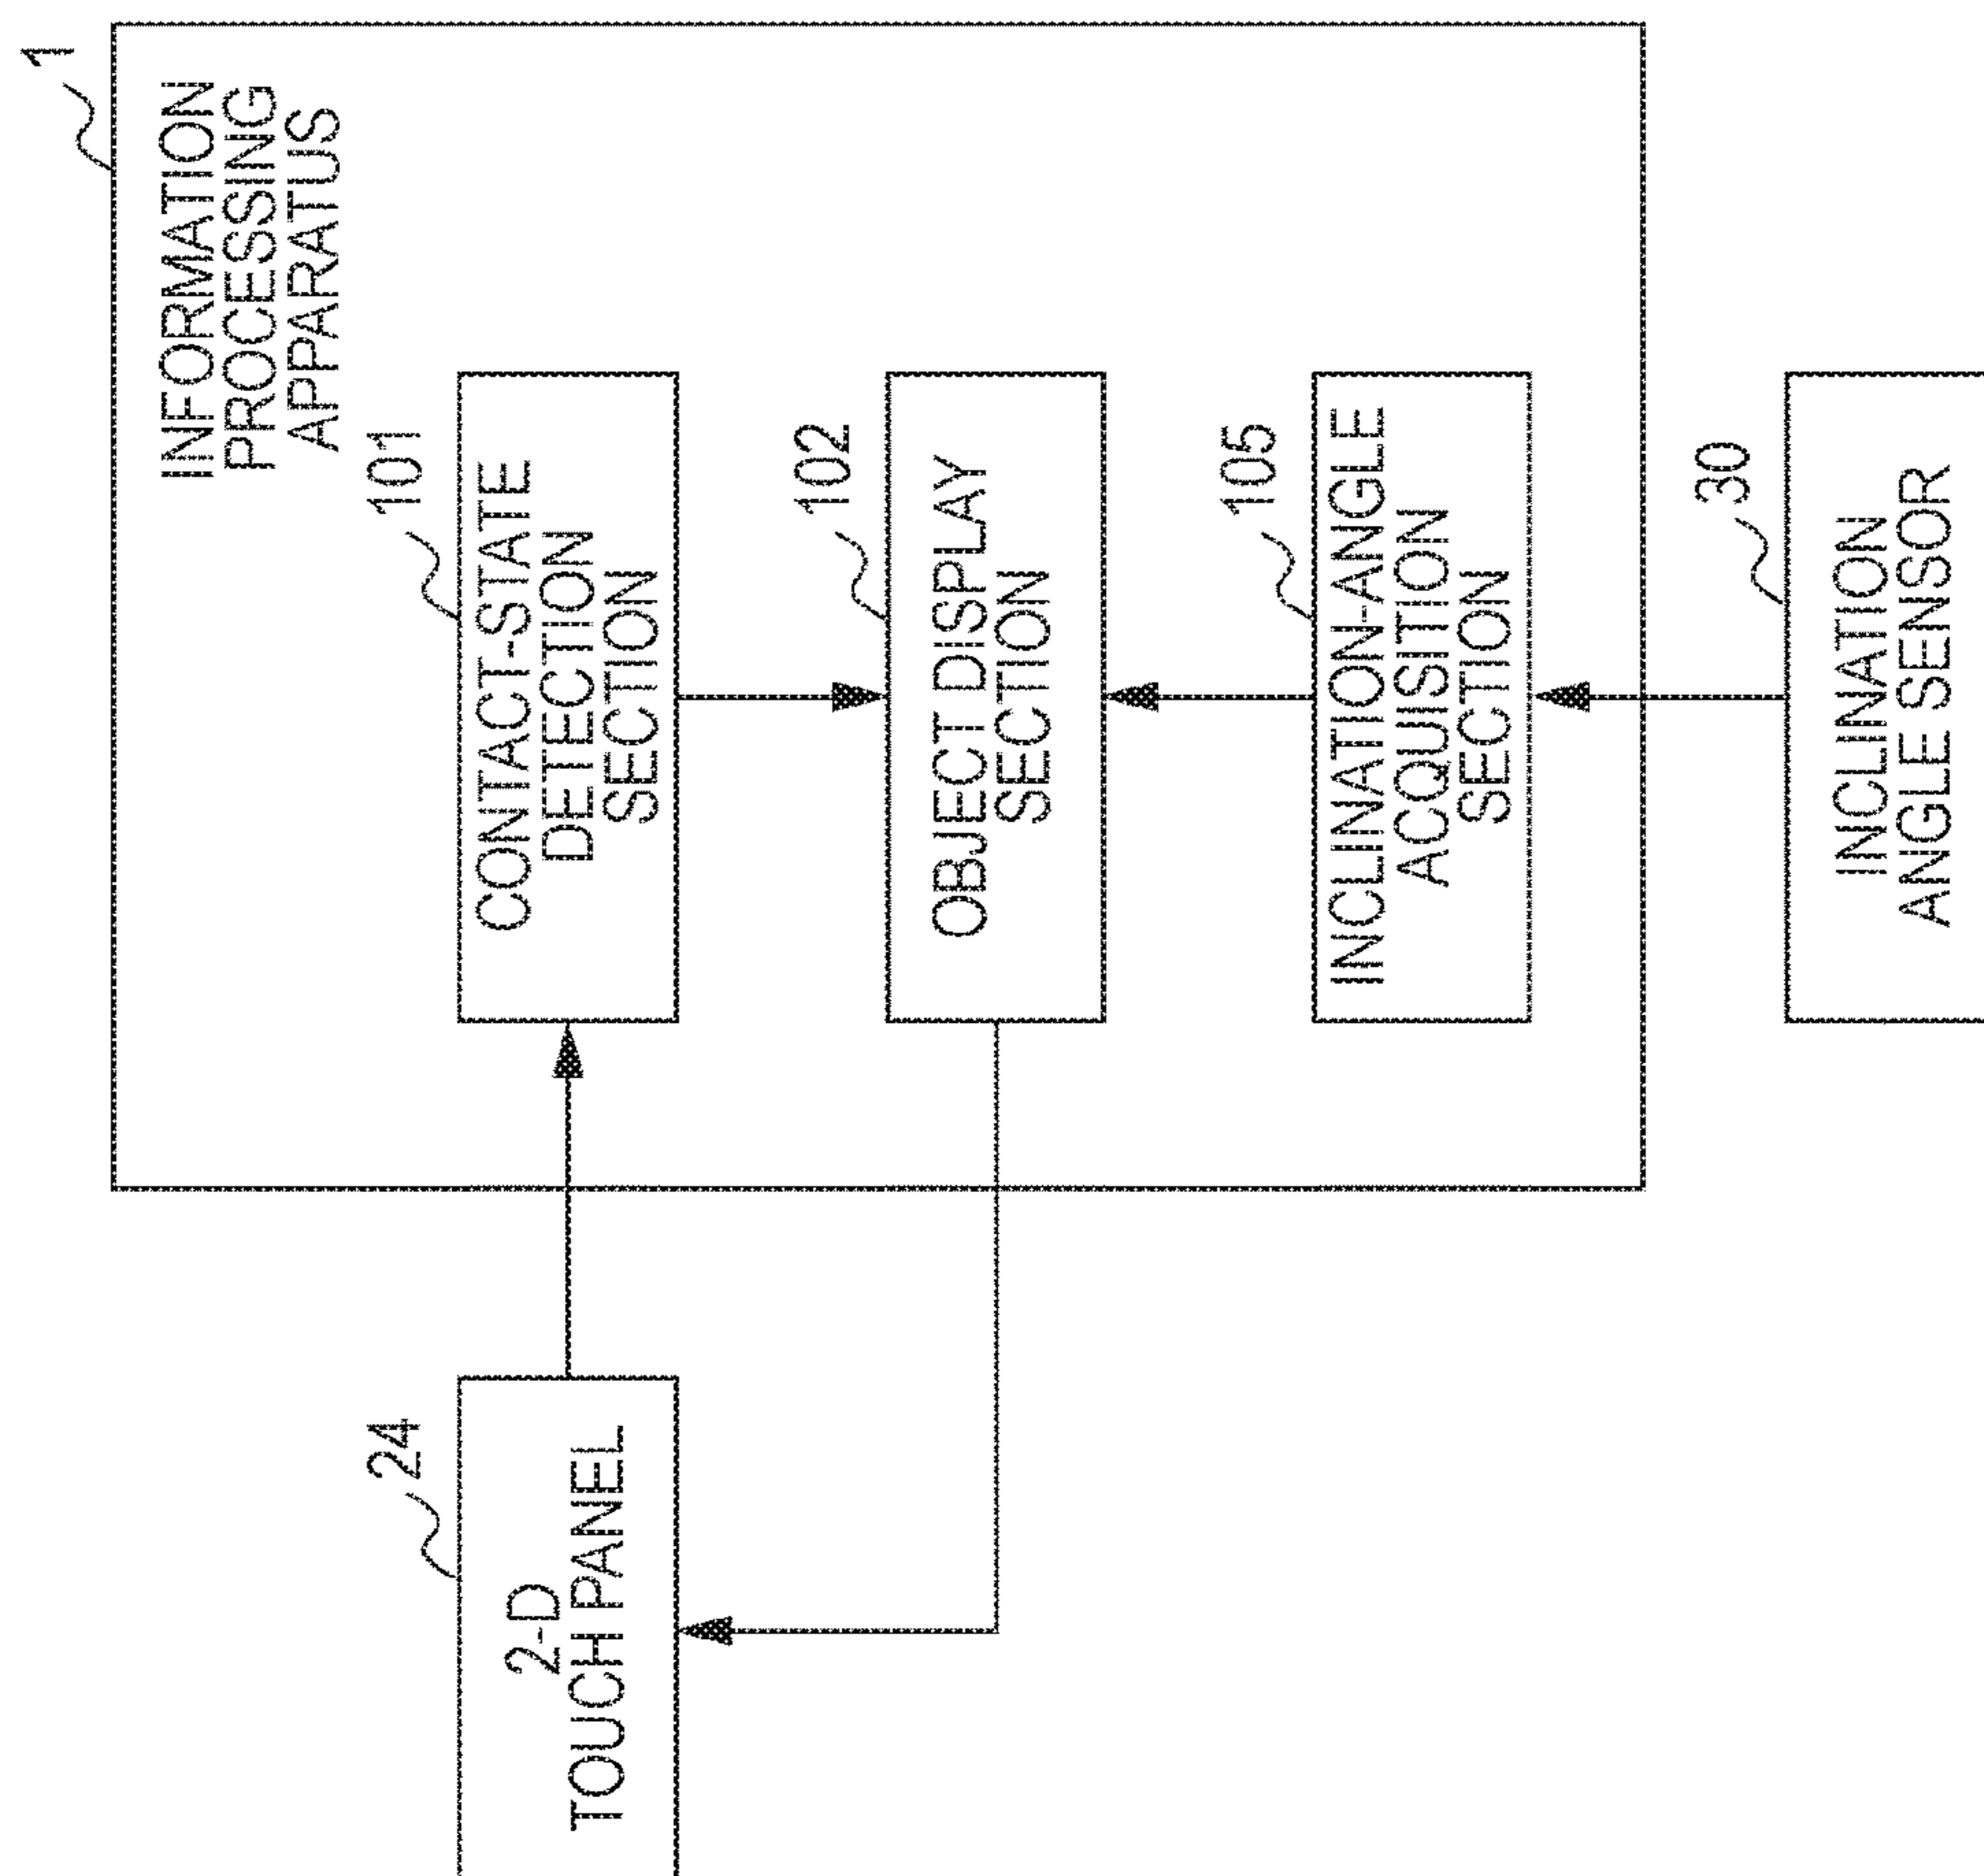 1
INFORMATION
PROCESSING
APPARATUS
24
2-D
TOUCH PANEL
101
CONTACT-STATE
DETECTION
SECTION
102
OBJECT DISPLAY
SECTION
105
INCLINATION-ANGLE
ACQUISITION
SECTION
30
INCLINATION
ANGLE SENSOR